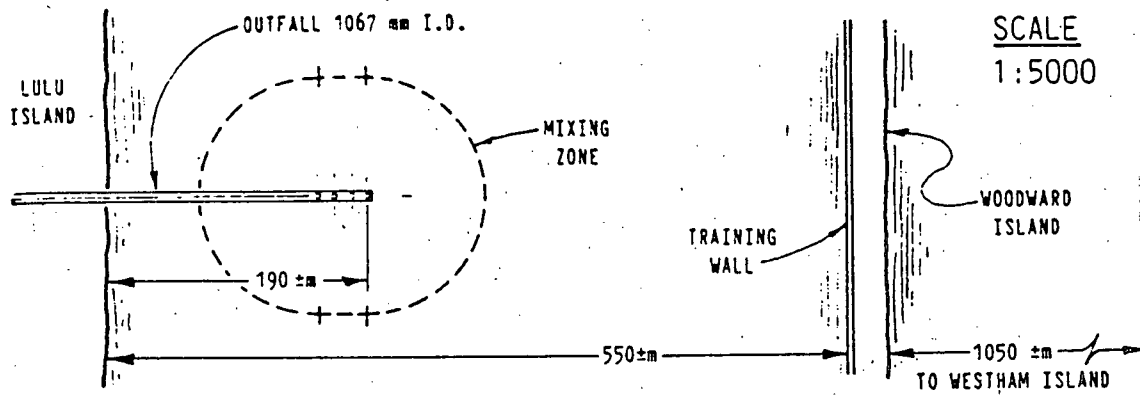 OUTFALL 1067 mm I.D.
SCALE
1:5000
LULU
ISLAND
MIXING
ZONE
WOODWARD
ISLAND
TRAINING
WALL
190 ±m
550±m
1050 ±m
TO WESTHAM ISLAND